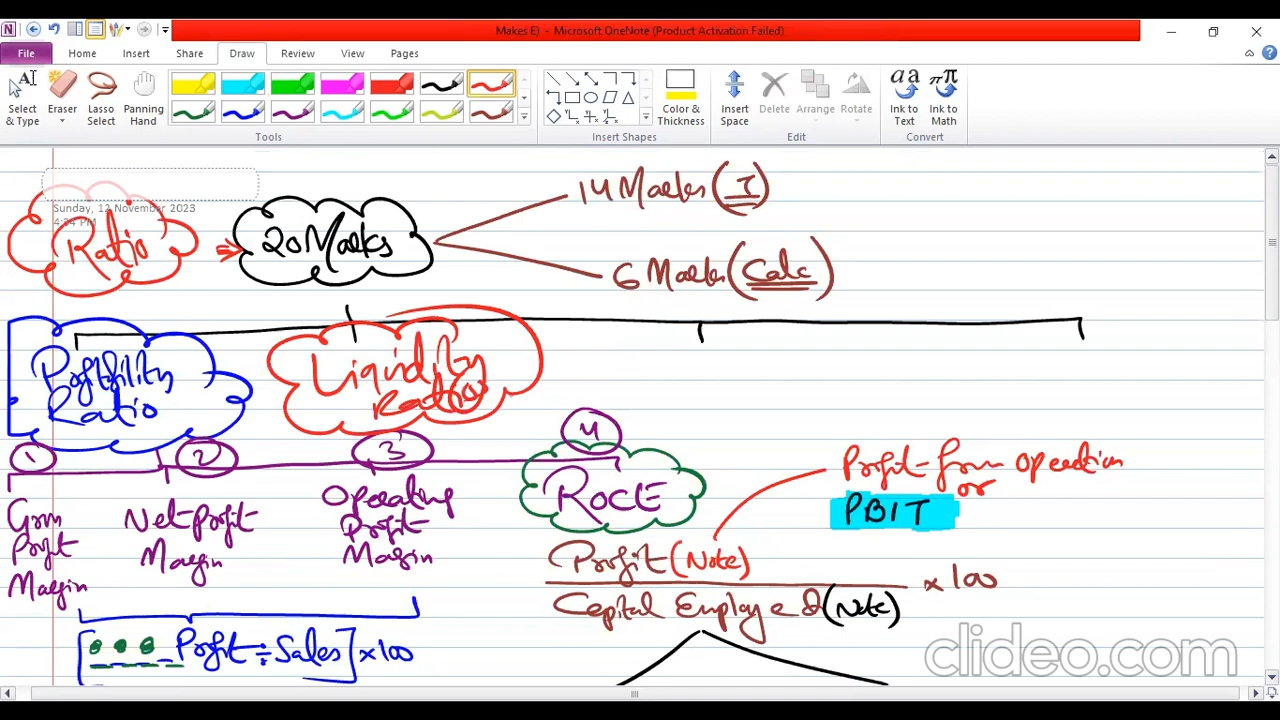 Makes E) - Microsoft OneNote (Product Activation Failed)
File Home Insert Share Draw Review View Pages
Select & Type
Eraser
Lasso Select
Panning Hand
Color & Thickness
Insert Space
Delete
Arrange
Rotate
Ink to Text
Ink to Math
Tools
Insert Shapes
Edit
Convert
Sunday, 12 November 2023
4:34 PM
Ratio
20 Marks
14 Marks (I)
6 Marks (Calc)
Profitability Ratio
Liquidity Ratio
1
2
3
4
Gross
Profit
Margin
Net Profit
Margin
Operating
Profit
Margin
ROCE
Profit from Operation
or
PBIT
Profit (Note)
Capital Employed (Note)
x 100
Profit ÷ Sales] x 100
clideo.com